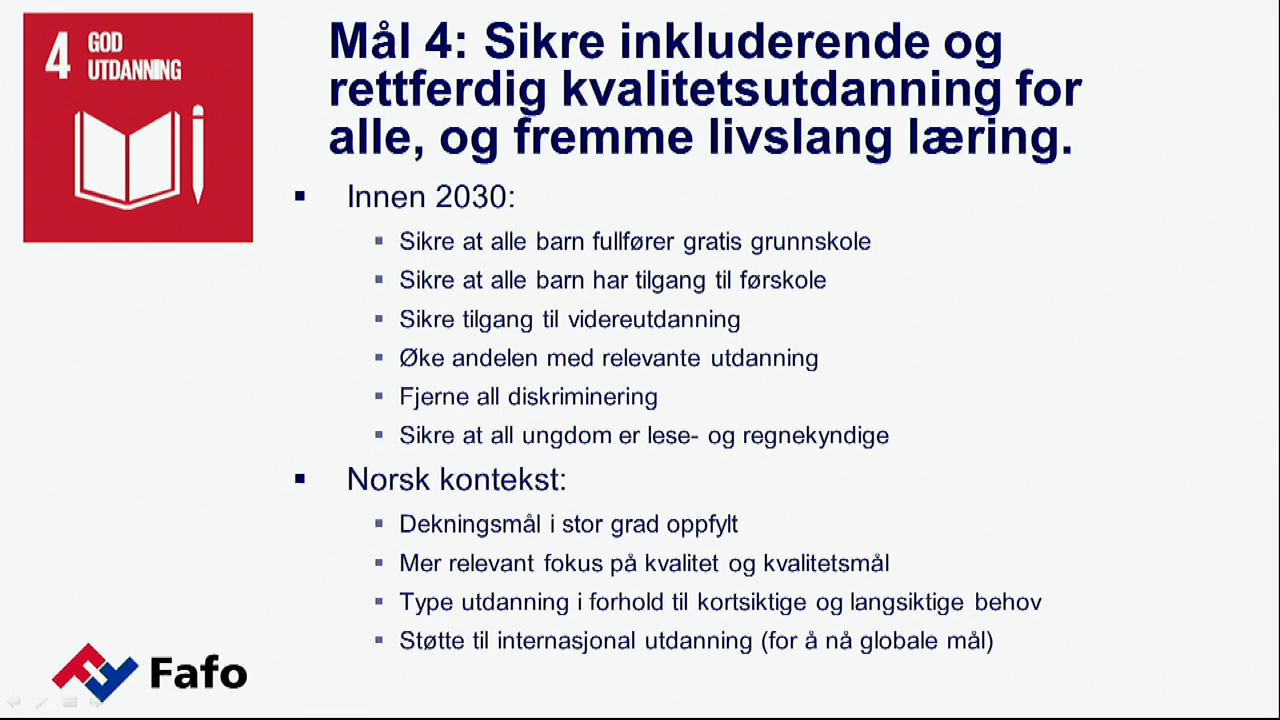 4 GOD
UTDANNING
Mål 4: Sikre inkluderende og
rettferdig kvalitetsutdanning for
alle, og fremme livslang læring.
Innen 2030:
Sikre at alle barn fullfører gratis grunnskole
Sikre at alle barn har tilgang til førskole
Sikre tilgang til videreutdanning
Øke andelen med relevante utdanning
Fjerne all diskriminering
Sikre at all ungdom er lese- og regnekyndige
Norsk kontekst:
Dekningsmål i stor grad oppfylt
Mer relevant fokus på kvalitet og kvalitetsmål
Type utdanning i forhold til kortsiktige og langsiktige behov
Støtte til internasjonal utdanning (for å nå globale mål)
Fafo